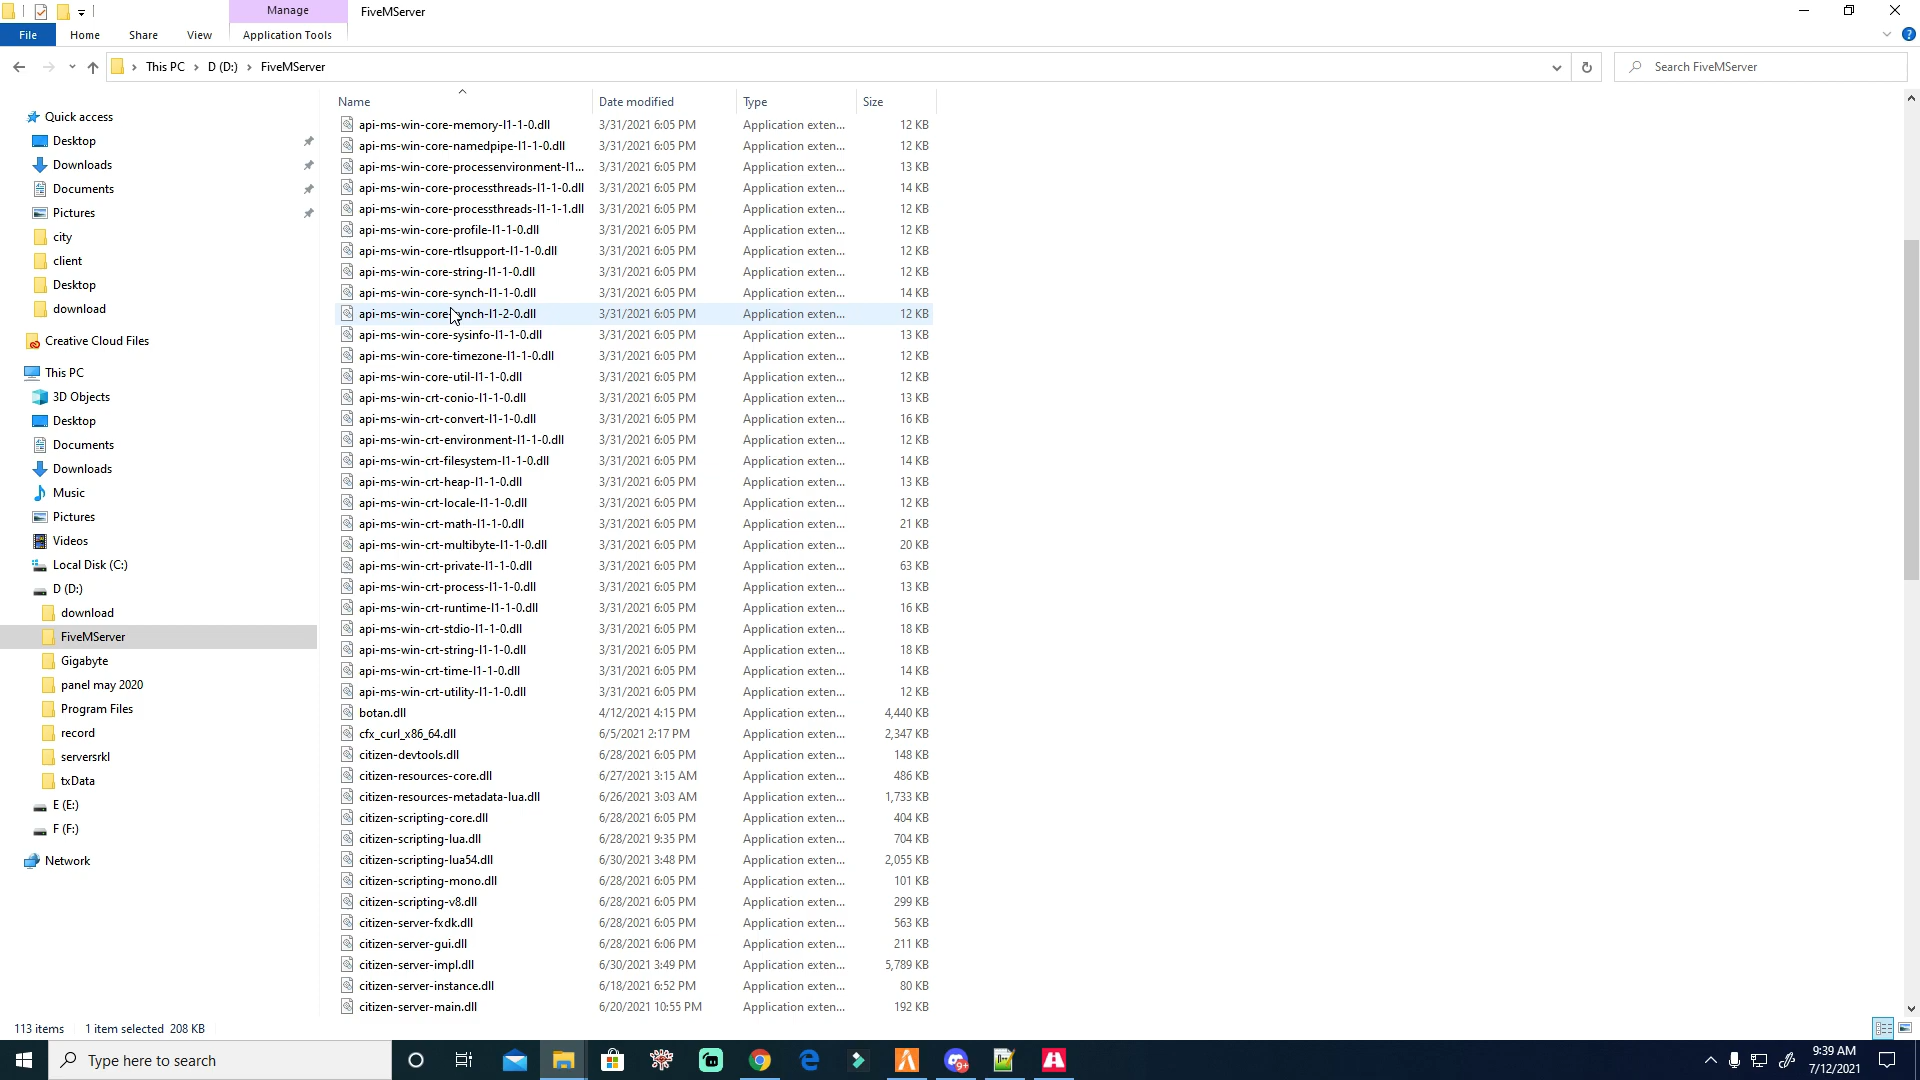 Manage
FiveMServer
File
Home
Share
View
Application Tools
This PC
D (D:)
FiveMServer
Search FiveMServer
Name
Date modified
Type
Size
Quick access
Desktop
Downloads
Documents
Pictures
city
client
Desktop
download
Creative Cloud Files
This PC
3D Objects
Desktop
Documents
Downloads
Music
Pictures
Videos
Local Disk (C:)
D (D:)
download
FiveMServer
Gigabyte
panel may 2020
Program Files
record
serversrkl
txData
E (E:)
F (F:)
Network
api-ms-win-core-memory-l1-1-0.dll 3/31/2021 6:05 PM Application exten... 12 KB
api-ms-win-core-namedpipe-l1-1-0.dll 3/31/2021 6:05 PM Application exten... 12 KB
api-ms-win-core-processenvironment-l1... 3/31/2021 6:05 PM Application exten... 13 KB
api-ms-win-core-processthreads-l1-1-0.dll 3/31/2021 6:05 PM Application exten... 14 KB
api-ms-win-core-processthreads-l1-1-1.dll 3/31/2021 6:05 PM Application exten... 12 KB
api-ms-win-core-profile-l1-1-0.dll 3/31/2021 6:05 PM Application exten... 12 KB
api-ms-win-core-rtlsupport-l1-1-0.dll 3/31/2021 6:05 PM Application exten... 12 KB
api-ms-win-core-string-l1-1-0.dll 3/31/2021 6:05 PM Application exten... 12 KB
api-ms-win-core-synch-l1-1-0.dll 3/31/2021 6:05 PM Application exten... 14 KB
api-ms-win-core-synch-l1-2-0.dll 3/31/2021 6:05 PM Application exten... 12 KB
api-ms-win-core-sysinfo-l1-1-0.dll 3/31/2021 6:05 PM Application exten... 13 KB
api-ms-win-core-timezone-l1-1-0.dll 3/31/2021 6:05 PM Application exten... 12 KB
api-ms-win-core-util-l1-1-0.dll 3/31/2021 6:05 PM Application exten... 12 KB
api-ms-win-crt-conio-l1-1-0.dll 3/31/2021 6:05 PM Application exten... 13 KB
api-ms-win-crt-convert-l1-1-0.dll 3/31/2021 6:05 PM Application exten... 16 KB
api-ms-win-crt-environment-l1-1-0.dll 3/31/2021 6:05 PM Application exten... 12 KB
api-ms-win-crt-filesystem-l1-1-0.dll 3/31/2021 6:05 PM Application exten... 14 KB
api-ms-win-crt-heap-l1-1-0.dll 3/31/2021 6:05 PM Application exten... 13 KB
api-ms-win-crt-locale-l1-1-0.dll 3/31/2021 6:05 PM Application exten... 12 KB
api-ms-win-crt-math-l1-1-0.dll 3/31/2021 6:05 PM Application exten... 21 KB
api-ms-win-crt-multibyte-l1-1-0.dll 3/31/2021 6:05 PM Application exten... 20 KB
api-ms-win-crt-private-l1-1-0.dll 3/31/2021 6:05 PM Application exten... 63 KB
api-ms-win-crt-process-l1-1-0.dll 3/31/2021 6:05 PM Application exten... 13 KB
api-ms-win-crt-runtime-l1-1-0.dll 3/31/2021 6:05 PM Application exten... 16 KB
api-ms-win-crt-stdio-l1-1-0.dll 3/31/2021 6:05 PM Application exten... 18 KB
api-ms-win-crt-string-l1-1-0.dll 3/31/2021 6:05 PM Application exten... 18 KB
api-ms-win-crt-time-l1-1-0.dll 3/31/2021 6:05 PM Application exten... 14 KB
api-ms-win-crt-utility-l1-1-0.dll 3/31/2021 6:05 PM Application exten... 12 KB
botan.dll 4/12/2021 4:15 PM Application exten... 4,440 KB
cfx_curl_x86_64.dll 6/5/2021 2:17 PM Application exten... 2,347 KB
citizen-devtools.dll 6/28/2021 6:05 PM Application exten... 148 KB
citizen-resources-core.dll 6/27/2021 3:15 AM Application exten... 486 KB
citizen-resources-metadata-lua.dll 6/26/2021 3:03 AM Application exten... 1,733 KB
citizen-scripting-core.dll 6/28/2021 6:05 PM Application exten... 404 KB
citizen-scripting-lua.dll 6/28/2021 9:35 PM Application exten... 704 KB
citizen-scripting-lua54.dll 6/30/2021 3:48 PM Application exten... 2,055 KB
citizen-scripting-mono.dll 6/28/2021 6:05 PM Application exten... 101 KB
citizen-scripting-v8.dll 6/28/2021 6:05 PM Application exten... 299 KB
citizen-server-fxdk.dll 6/28/2021 6:05 PM Application exten... 563 KB
citizen-server-gui.dll 6/28/2021 6:06 PM Application exten... 211 KB
citizen-server-impl.dll 6/30/2021 3:49 PM Application exten... 5,789 KB
citizen-server-instance.dll 6/18/2021 6:52 PM Application exten... 80 KB
citizen-server-main.dll 6/20/2021 10:55 PM Application exten... 192 KB
113 items 1 item selected 208 KB
Type here to search
9+
9:39 AM
7/12/2021